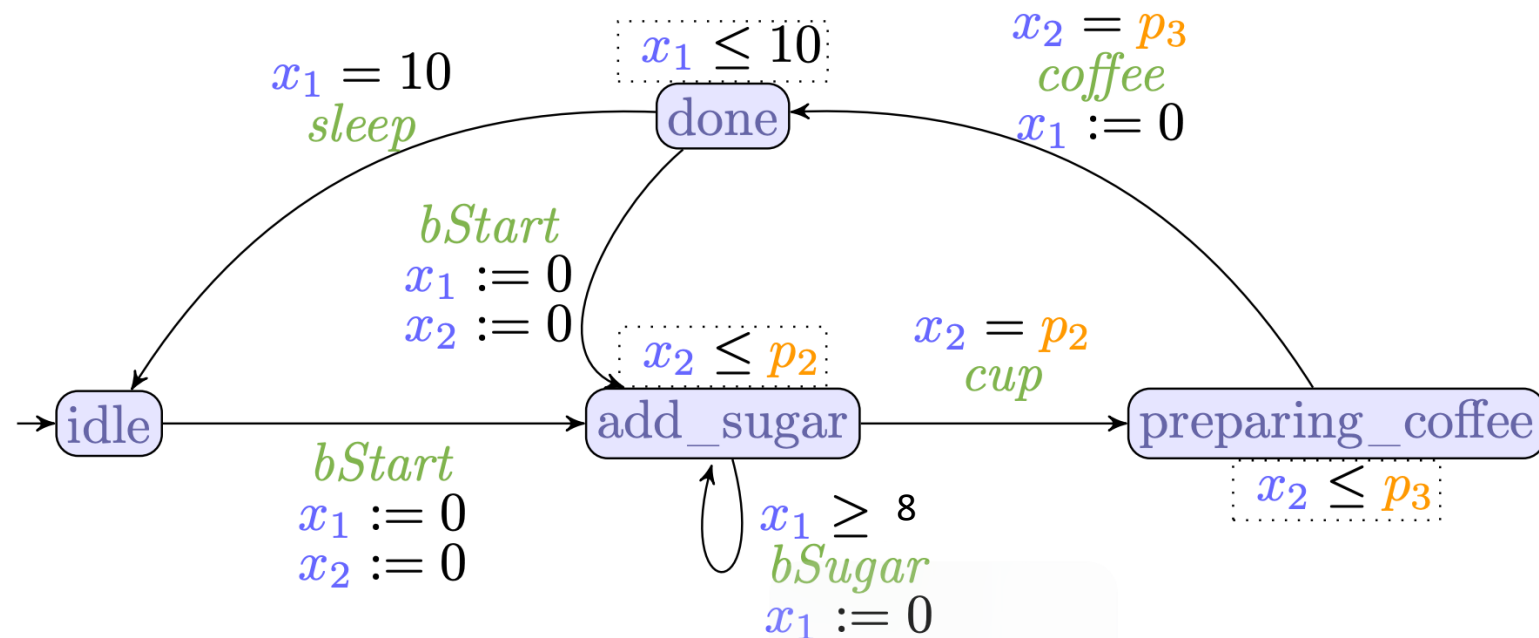 x₁ ≤ 10
done
x₁ = 10
sleep
x₂ = p₃
coffee
x₁ := 0
bStart
x₁ := 0
x₂ := 0
x₂ ≤ p₂
x₂ = p₂
cup
idle
add_sugar
preparing_coffee
bStart
x₁ := 0
x₂ := 0
x₁ ≥ 8
bSugar
x₁ := 0
x₂ ≤ p₃